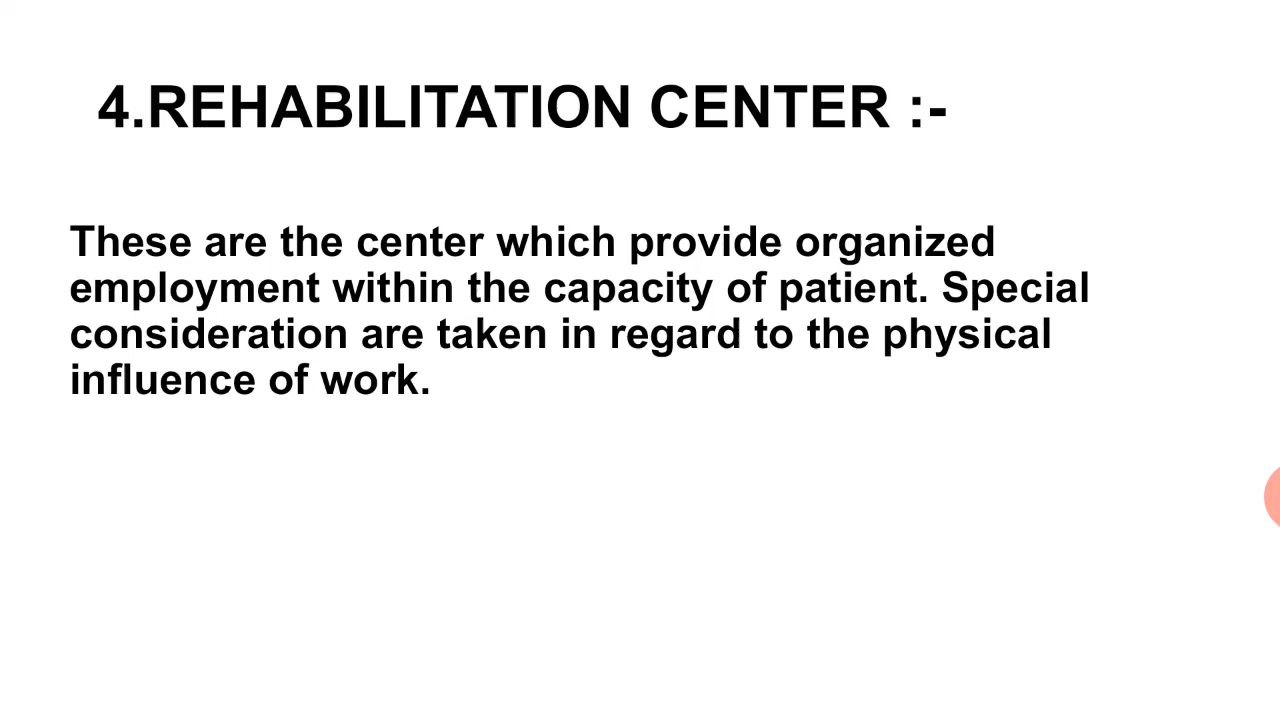 4.REHABILITATION CENTER :-
These are the center which provide organized
employment within the capacity of patient. Special
consideration are taken in regard to the physical
influence of work.